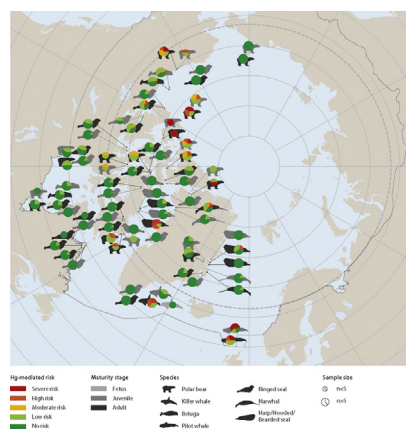 Hg-mediated risk
Severe risk
High risk
Moderate risk
Low risk
No risk
Maturity stage
Fetus
Juvenile
Adult
Species
Polar bear
Killer whale
Beluga
Pilot whale
Ringed seal
Narwhal
Harp/Hooded/
Bearded seal
Sample size
n<5
n>5